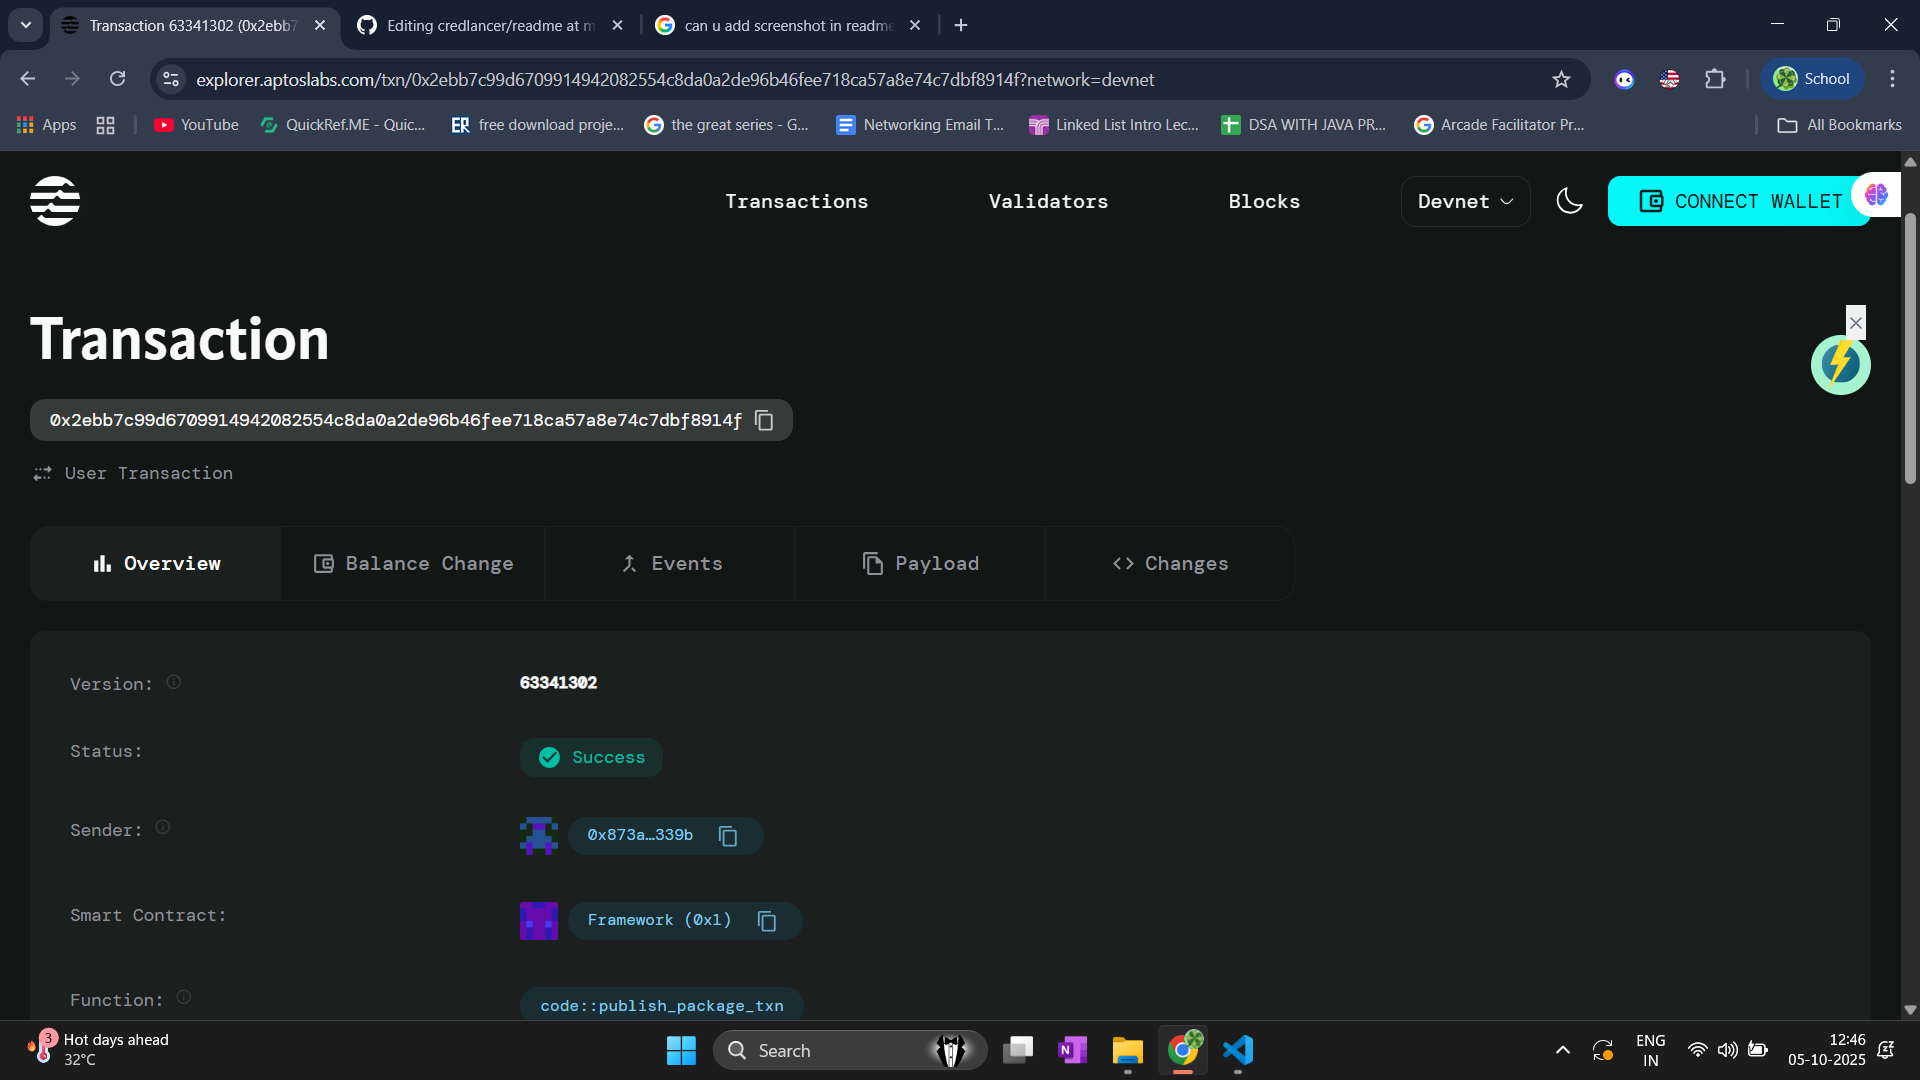 Transaction 63341302 (0x2ebb7
Editing credlancer/readme at m
can u add screenshot in readme
explorer.aptoslabs.com/txn/0x2ebb7c99d6709914942082554c8da0a2de96b46fee718ca57a8e74c7dbf8914f?network=devnet
School
Apps
YouTube
QuickRef.ME - Quic...
ER
free download proje...
the great series - G...
Networking Email T...
Linked List Intro Lec...
DSA WITH JAVA PR...
Arcade Facilitator Pr...
All Bookmarks
Transactions
Validators
Blocks
Devnet
CONNECT WALLET
Transaction
0x2ebb7c99d6709914942082554c8da0a2de96b46fee718ca57a8e74c7dbf8914f
User Transaction
Overview
Balance Change
Events
Payload
Changes
Version:
63341302
Status:
Success
Sender:
0x873a…339b
Smart Contract:
Framework (0x1)
Function:
code::publish_package_txn
3
Hot days ahead
32°C
Search
N
ENG
IN
12:46
05-10-2025